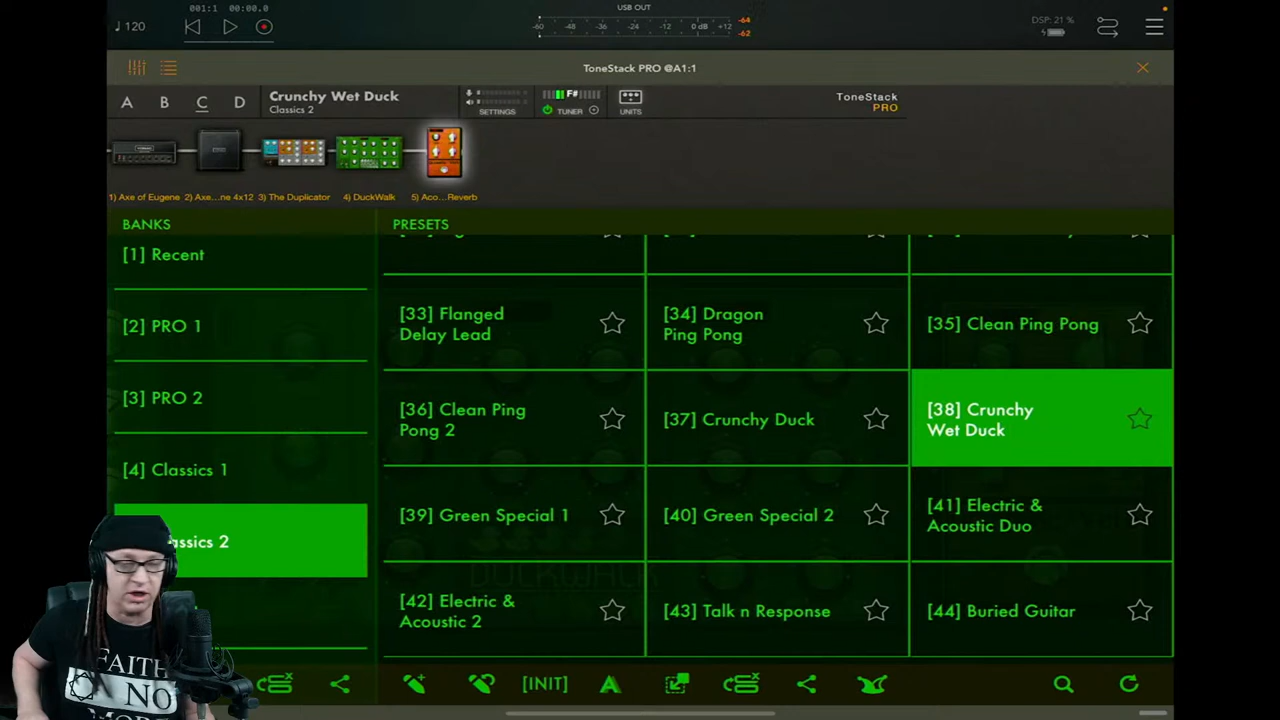 001:1 00:00.0
♩120
USB OUT
-60 -48 -36 -24 -12 0 dB +12
-64
-62
DSP: 21 %
ToneStack PRO @A1:1
A B C D
Crunchy Wet Duck
Classics 2
SETTINGS
F#
TUNER
UNITS
ToneStack
PRO
1) Axe of Eugene 2) Axe...ne 4x12 3) The Duplicator 4) DuckWalk 5) Aco...Reverb
BANKS
PRESETS
[1] Recent
[2] PRO 1
[3] PRO 2
[4] Classics 1
assics 2
[33] Flanged
Delay Lead
[34] Dragon
Ping Pong
[35] Clean Ping Pong
[36] Clean Ping
Pong 2
[37] Crunchy Duck
[38] Crunchy
Wet Duck
[39] Green Special 1
[40] Green Special 2
[41] Electric &
Acoustic Duo
DUCKWALK
[42] Electric &
Acoustic 2
[43] Talk n Response
[44] Buried Guitar
[INIT]
FAITH
NO
MORE